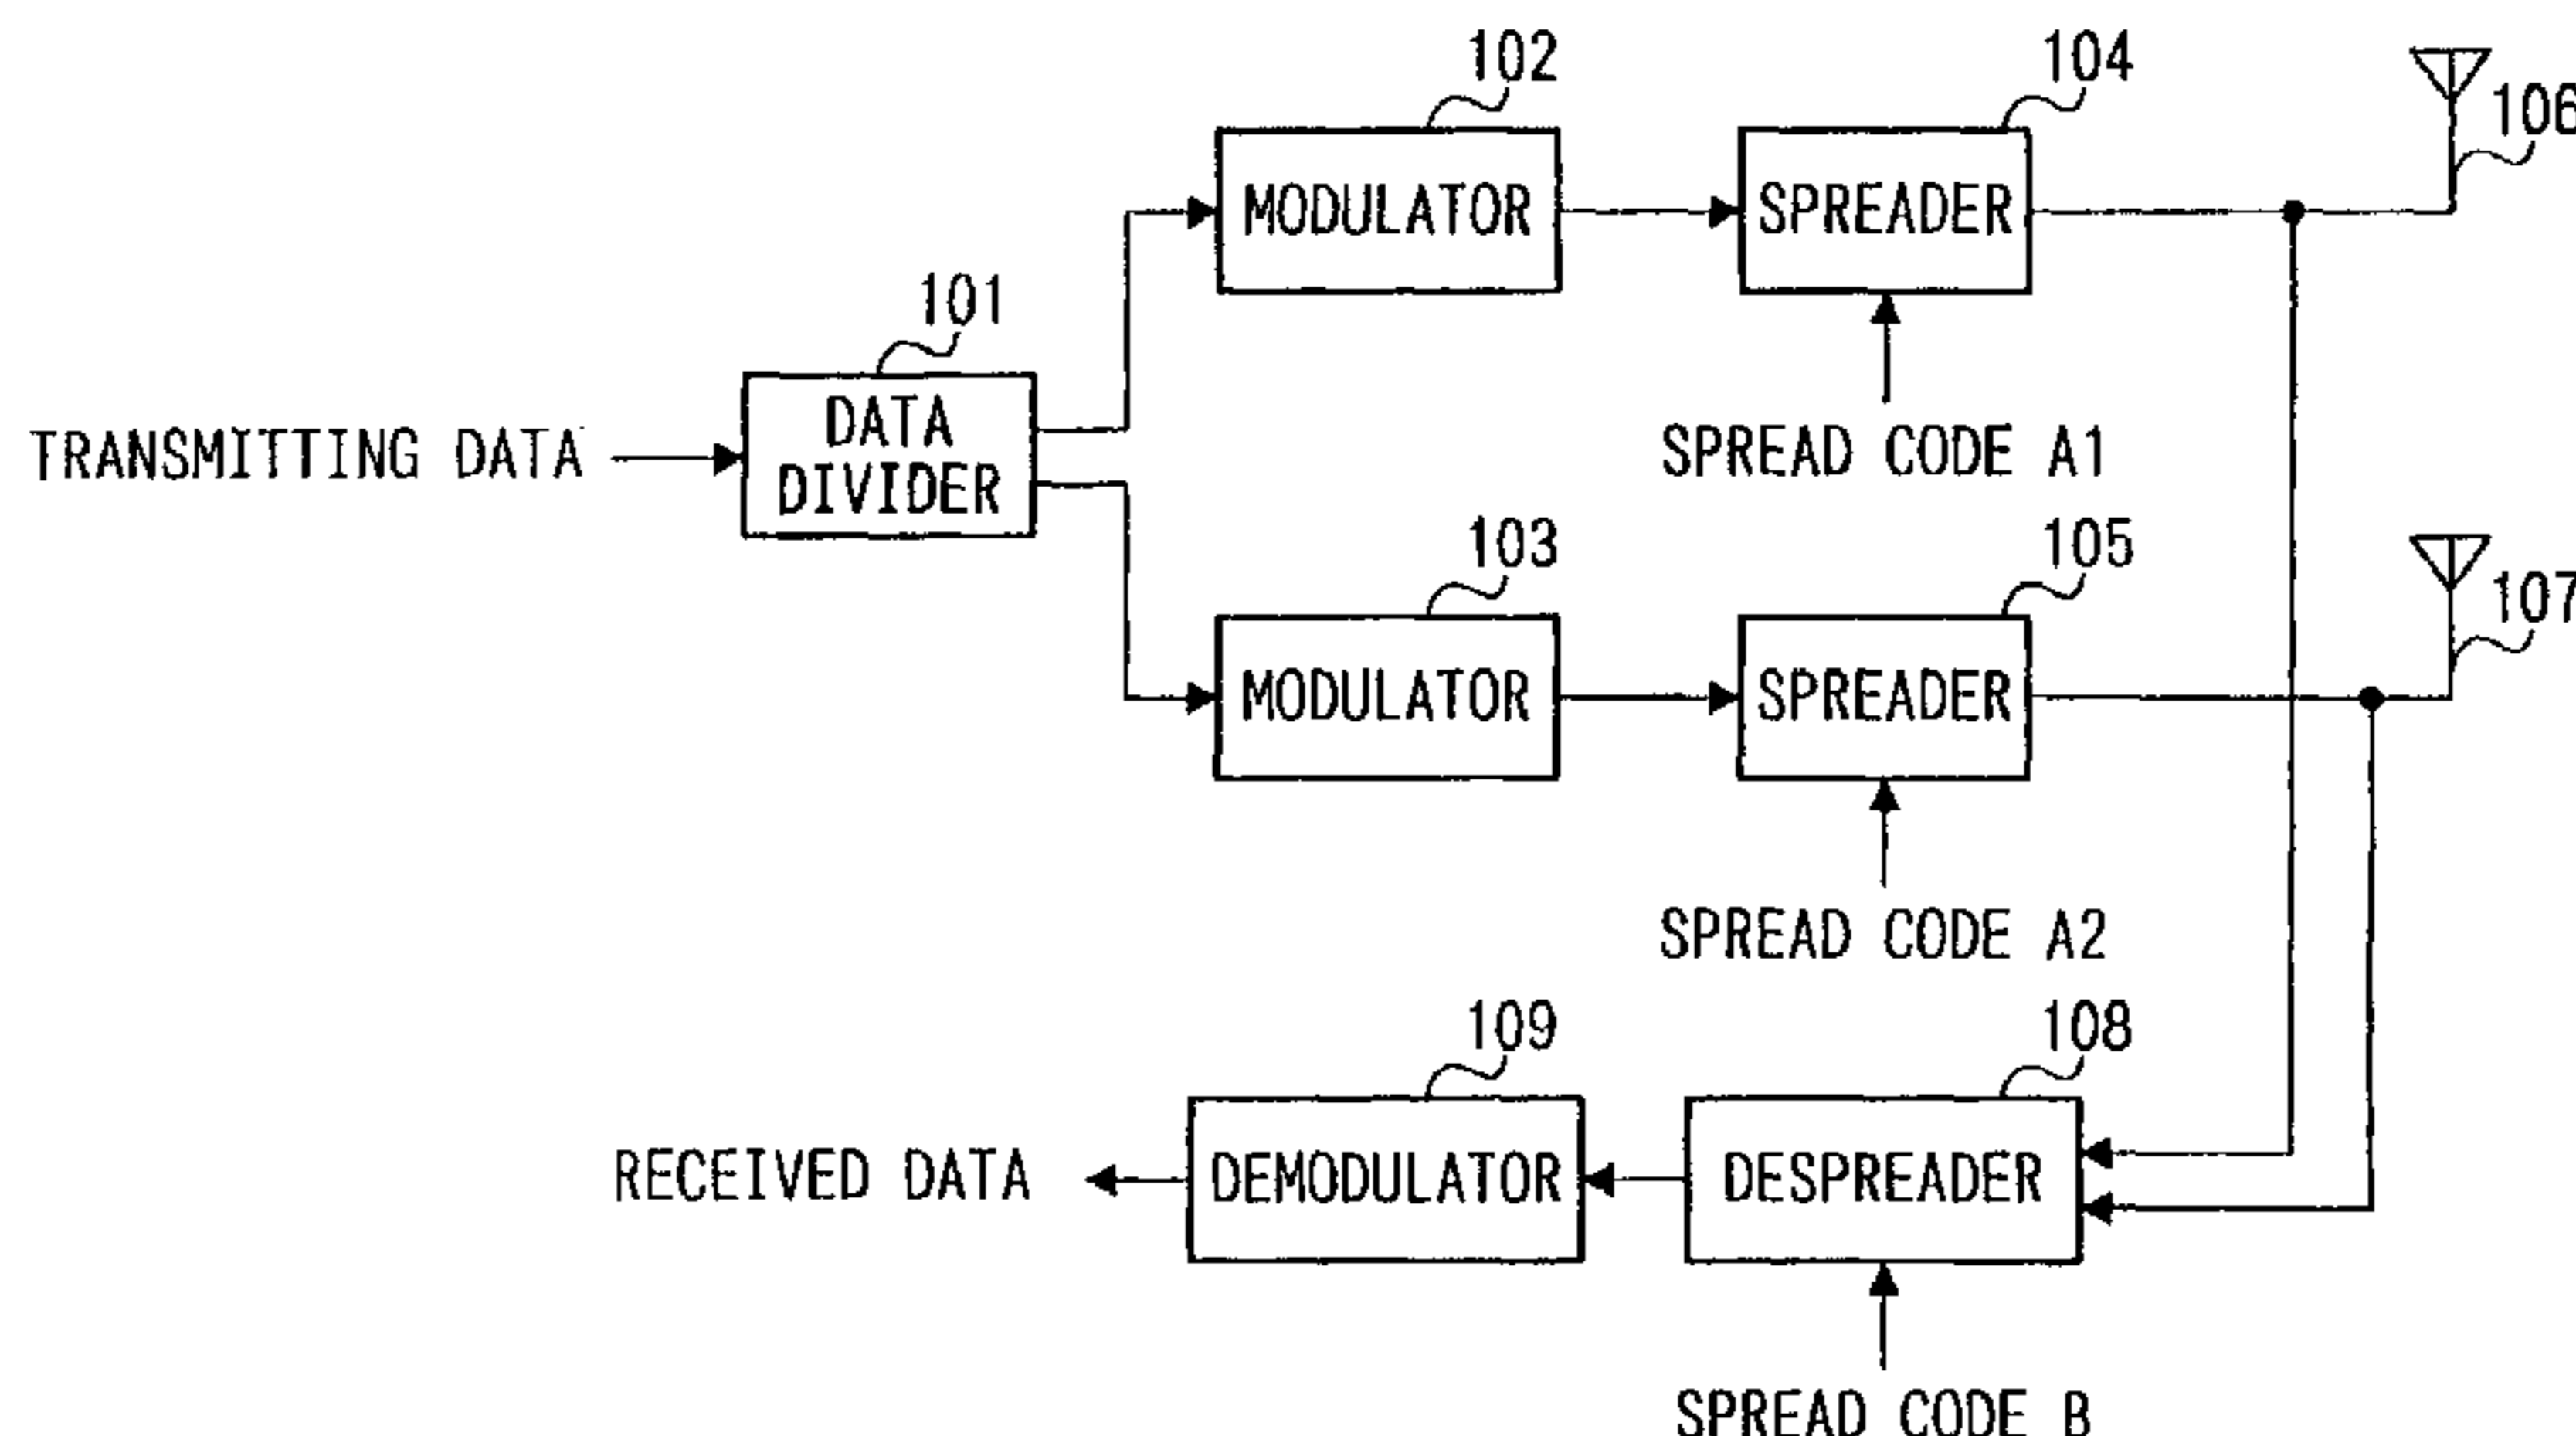 102
104
106
MODULATOR
SPREADER
101
TRANSMITTING DATA
DATA
DIVIDER
SPREAD CODE A1
103
105
107
MODULATOR
SPREADER
SPREAD CODE A2
109
108
RECEIVED DATA
DEMODULATOR
DESPREADER
SPREAD CODE B